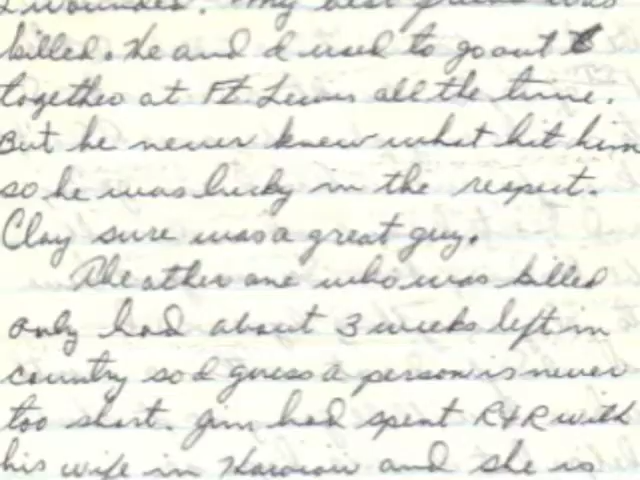 wounded. My best friend was
killed. He and I used to go out
together at Ft. Lewis all the time.
But he never knew what hit him
so he was lucky in the respect.
Clay sure was a great guy.
The other one who was killed
only had about 3 weeks left in
country so I guess a person is never
too short. Jim had spent R+R with
his wife in Hawaii and she is